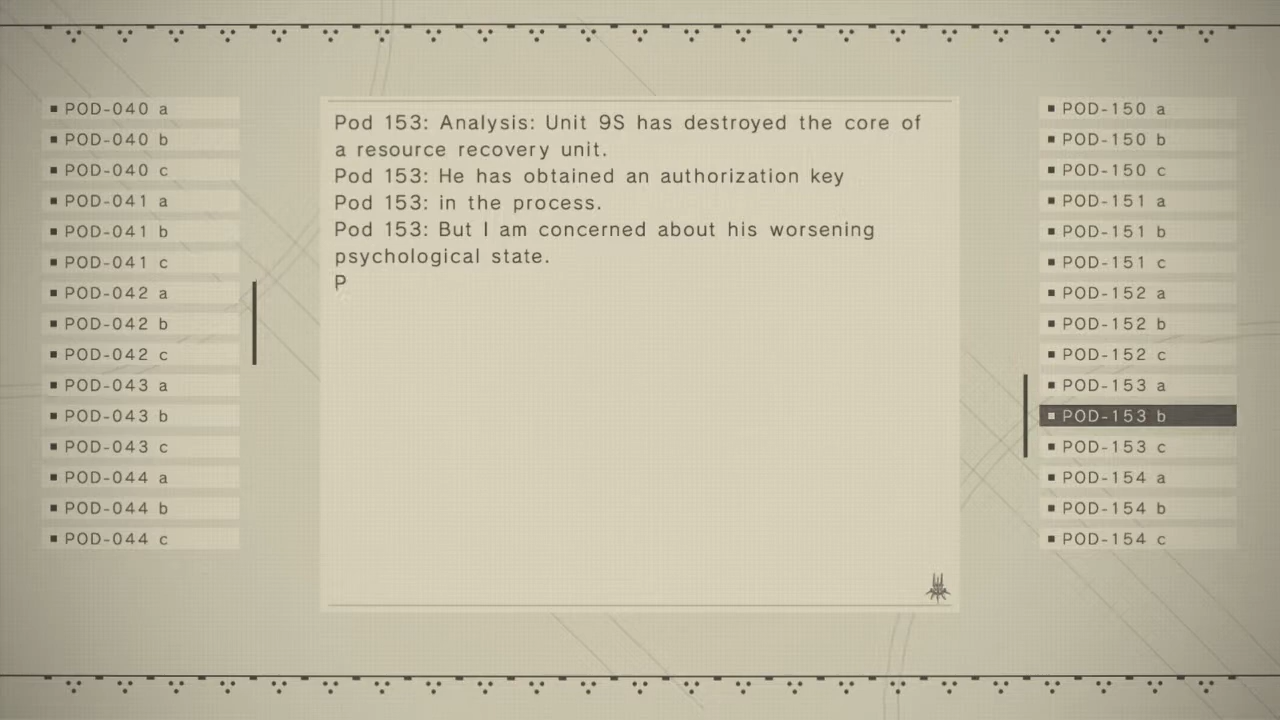 POD-040 a
POD-040 b
POD-040 c
POD-041 a
POD-041 b
POD-041 c
POD-042 a
POD-042 b
POD-042 c
POD-043 a
POD-043 b
POD-043 c
POD-044 a
POD-044 b
POD-044 c
Pod 153: Analysis: Unit 9S has destroyed the core of
a resource recovery unit.
Pod 153: He has obtained an authorization key
Pod 153: in the process.
Pod 153: But I am concerned about his worsening
psychological state.
P
POD-150 a
POD-150 b
POD-150 c
POD-151 a
POD-151 b
POD-151 c
POD-152 a
POD-152 b
POD-152 c
POD-153 a
POD-153 b
POD-153 c
POD-154 a
POD-154 b
POD-154 c